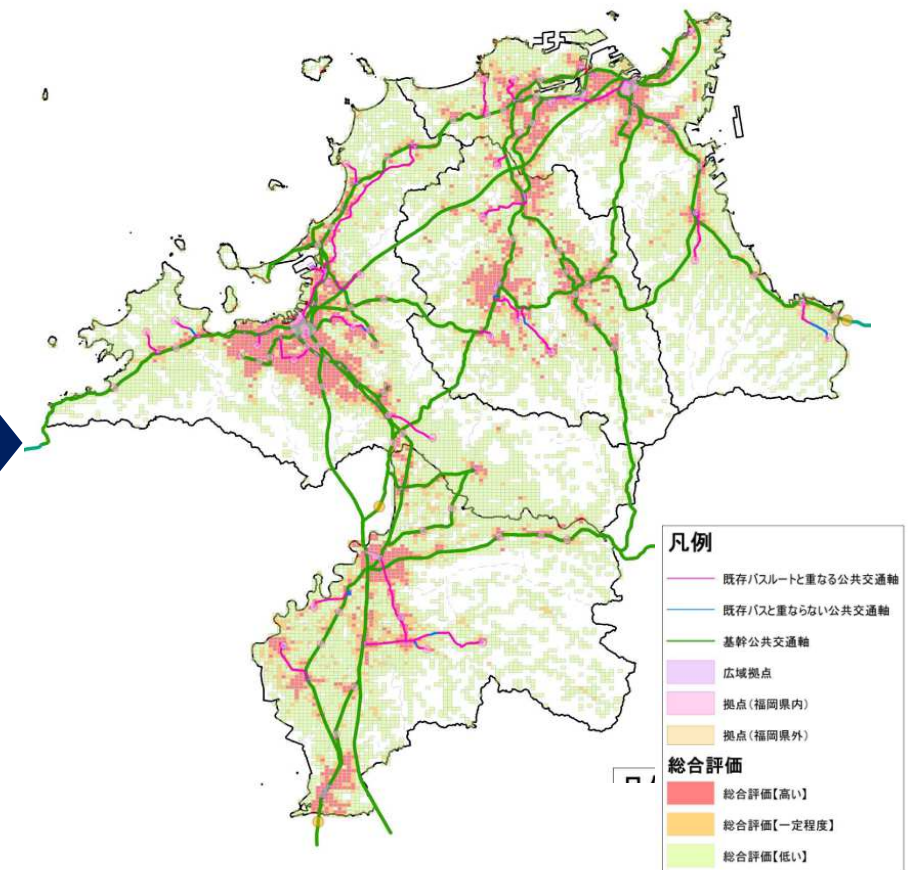 凡例
既存バスルートと重なる公共交通軸
既存バスと重ならない公共交通軸
基幹公共交通軸
広域拠点
拠点(福岡県内)
拠点(福岡県外)
総合評価
総合評価【高い】
総合評価【一定程度】
総合評価【低い】